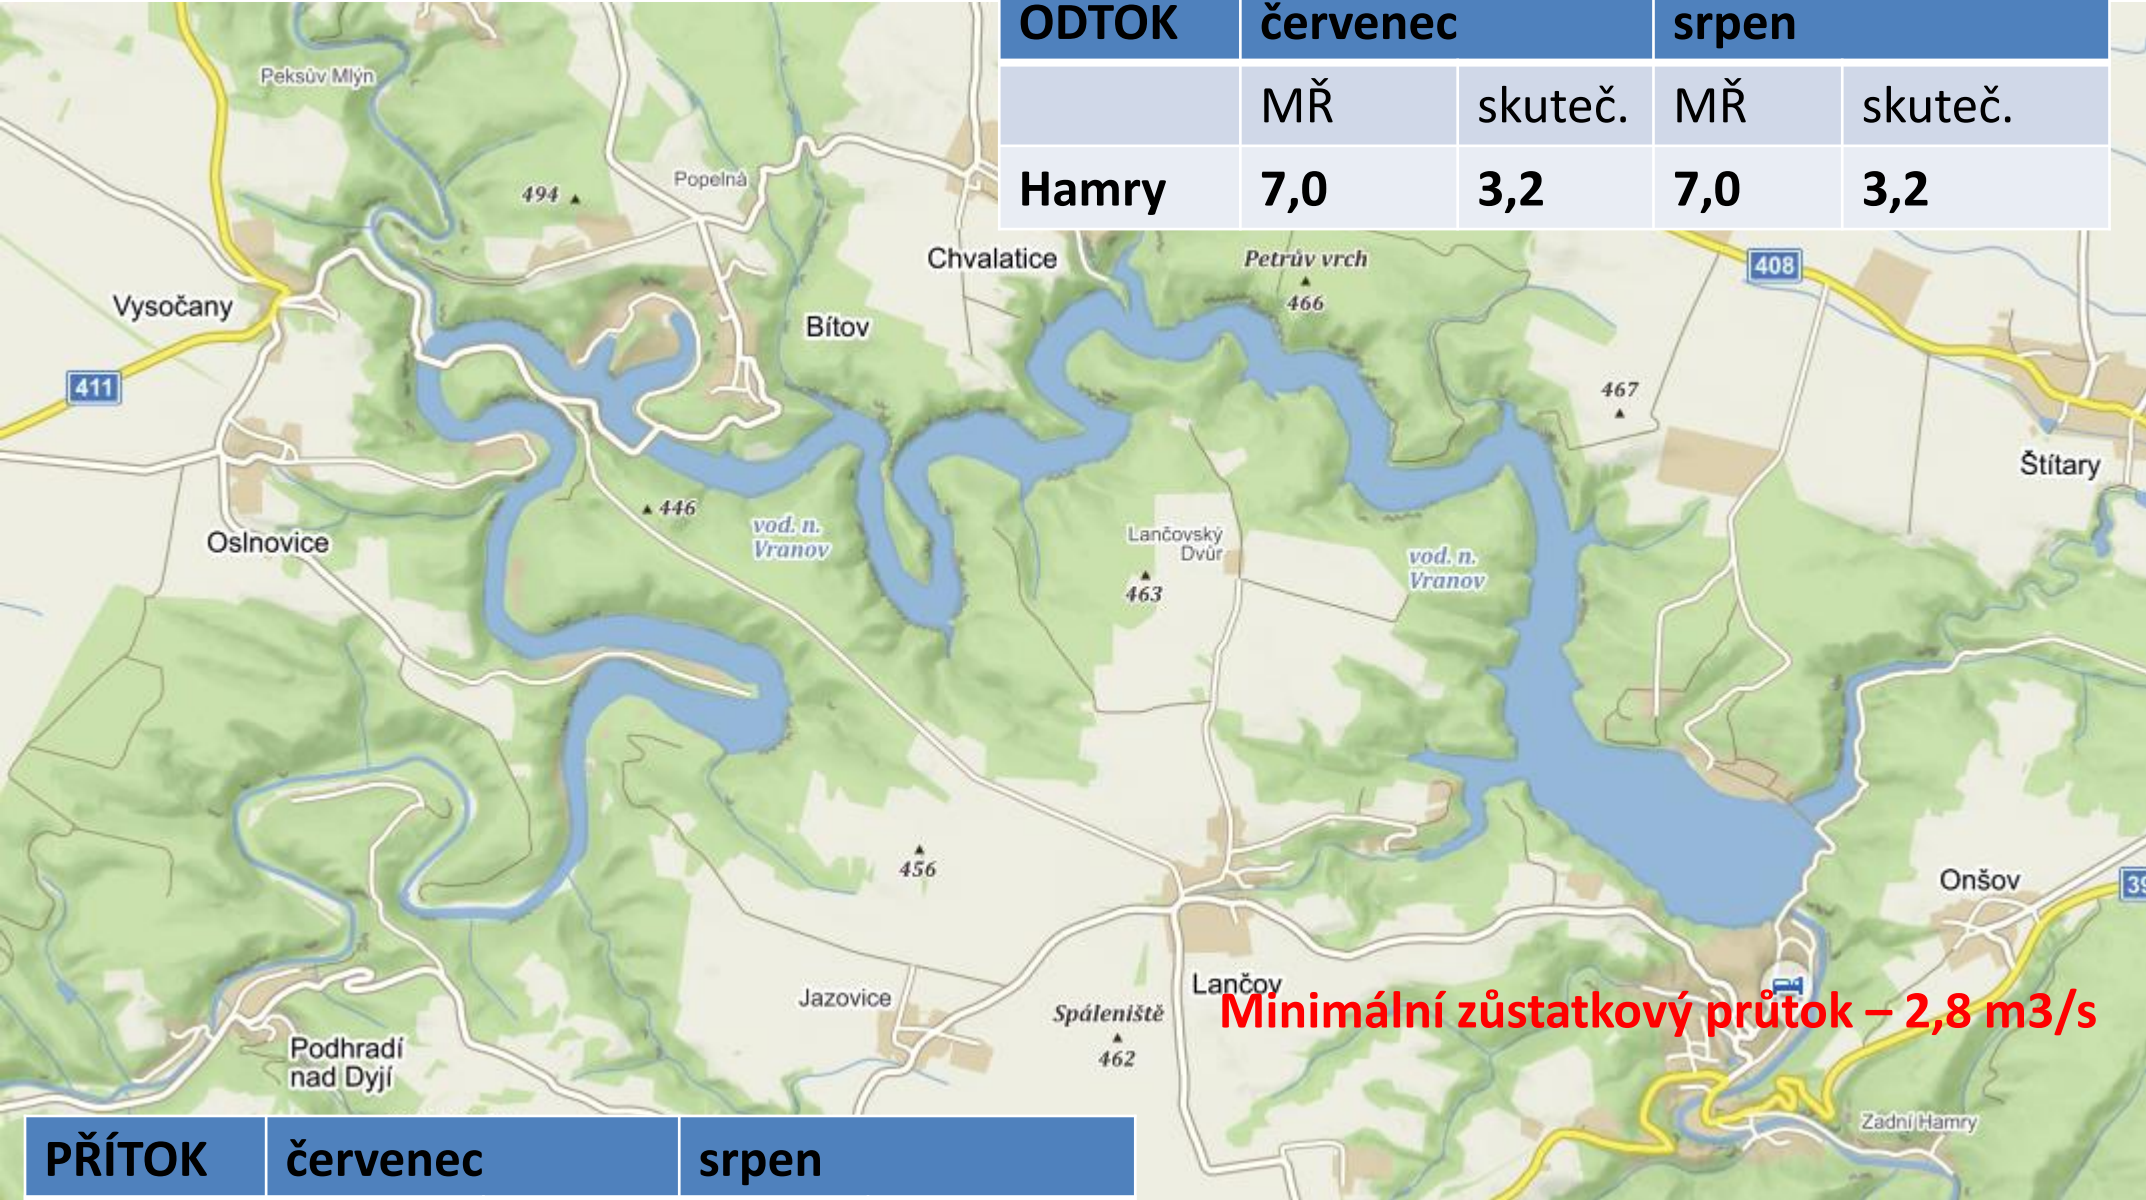 ODTOK červenec srpen
MŘ skuteč. MŘ skuteč.
Hamry 7,0 3,2 7,0 3,2
Peksův Mlýn
494
Popelná
Chvalatice
Petrův vrch
466
408
Vysočany
Bítov
411
467
Štítary
446
Oslnovice
vod. n.
Vranov
Lančovský
Dvůr
463
vod. n.
Vranov
456
Onšov
39
Jazovice
Lančov
Spáleniště
462
Minimální zůstatkový průtok – 2,8 m3/s
Podhradí
nad Dyjí
Zadní Hamry
PŘÍTOK červenec srpen